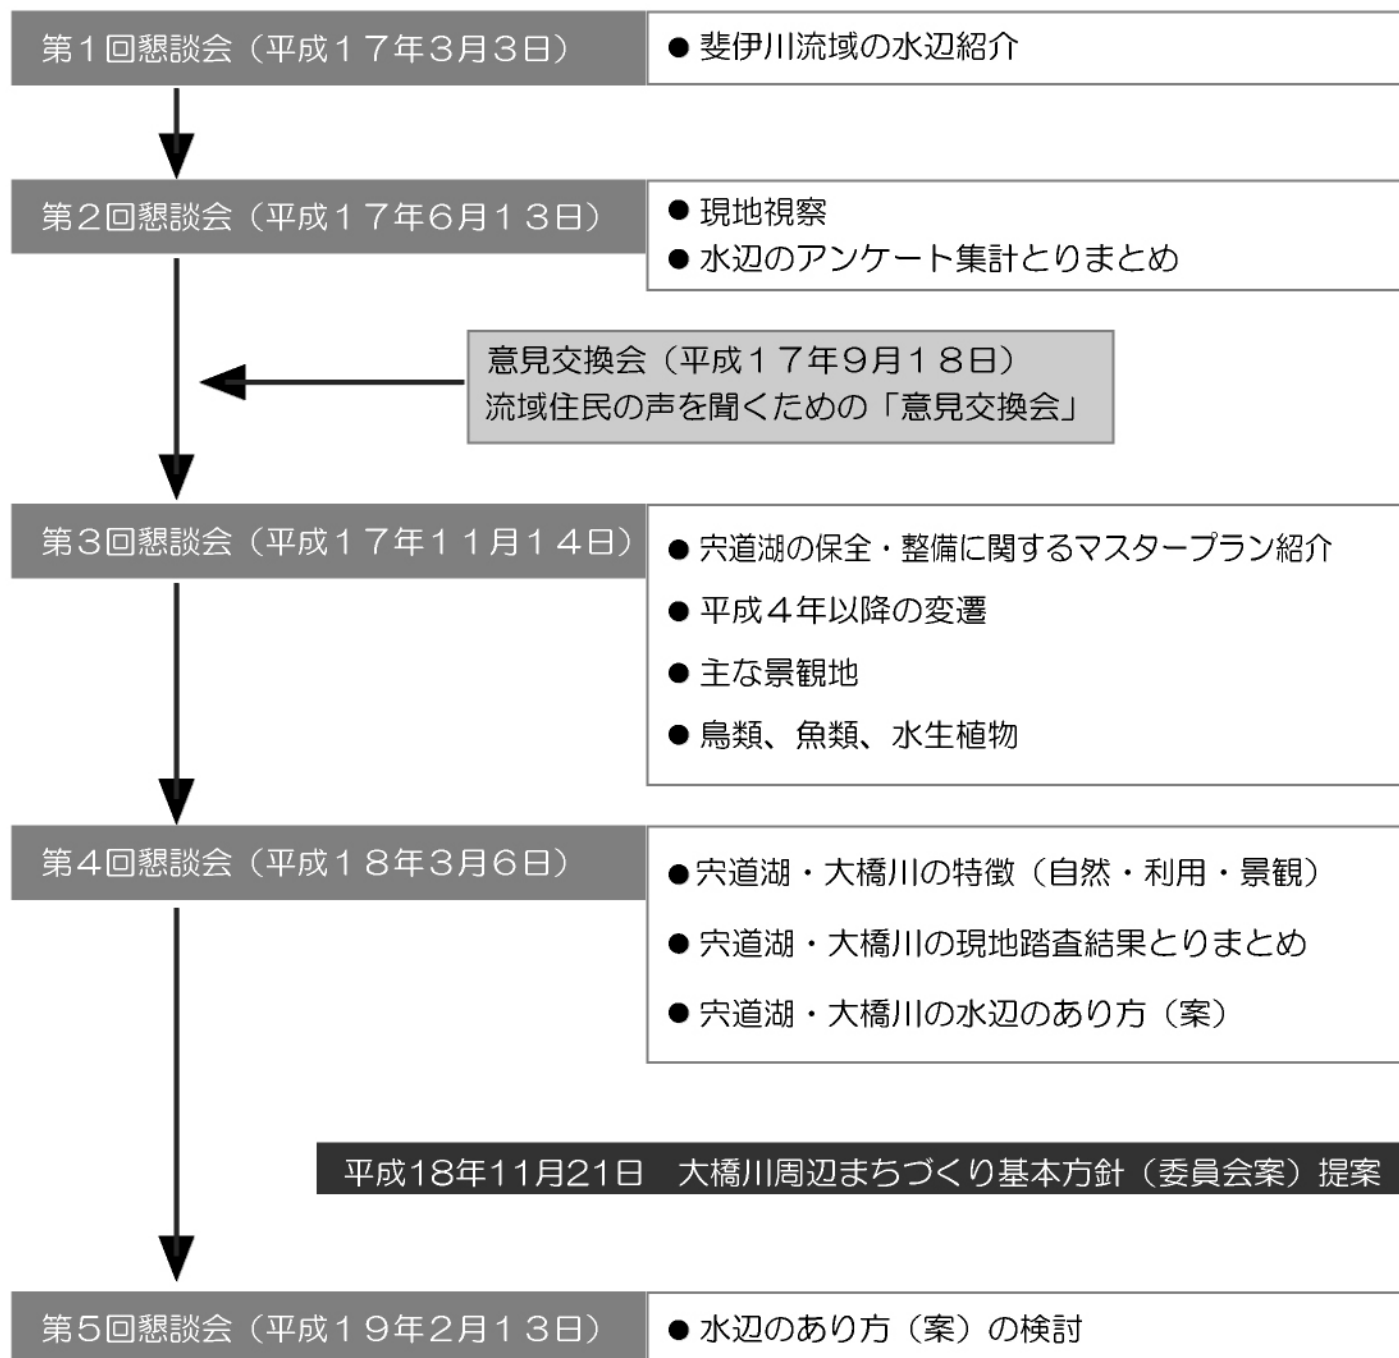 第1回懇談会（平成１７年３月３日）
● 斐伊川流域の水辺紹介
第2回懇談会（平成１７年６月１３日）
● 現地視察
● 水辺のアンケート集計とりまとめ
意見交換会（平成１７年９月１８日）
流域住民の声を聞くための「意見交換会」
第3回懇談会（平成１７年１１月１４日）
● 宍道湖の保全・整備に関するマスタープラン紹介
● 平成４年以降の変遷
● 主な景観地
● 鳥類、魚類、水生植物
第4回懇談会（平成１８年３月６日）
● 宍道湖・大橋川の特徴（自然・利用・景観）
● 宍道湖・大橋川の現地踏査結果とりまとめ
● 宍道湖・大橋川の水辺のあり方（案）
平成18年11月21日　大橋川周辺まちづくり基本方針（委員会案）提案
第5回懇談会（平成１９年２月１３日）
● 水辺のあり方（案）の検討